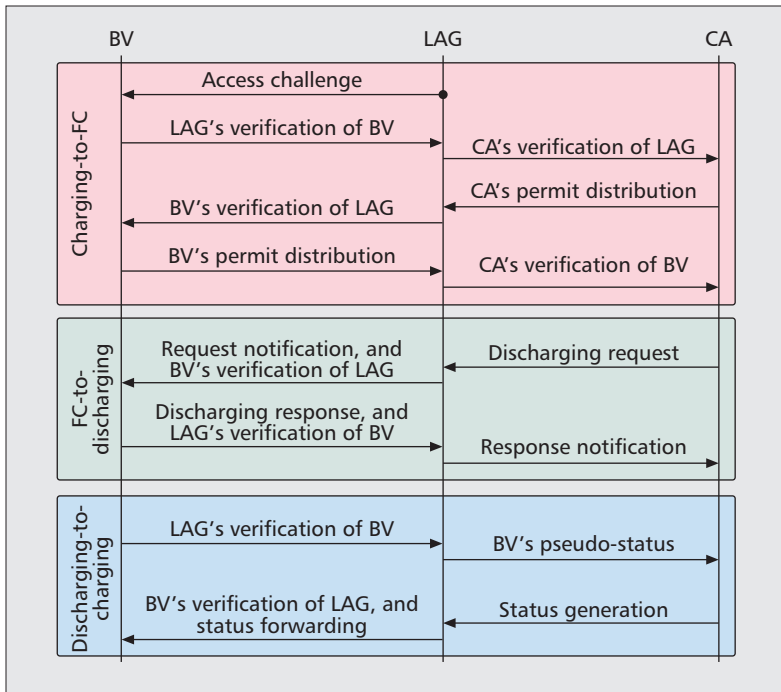 BV
LAG
CA
Charging-to-FC
Access challenge
LAG's verification of BV
CA's verification of LAG
CA's permit distribution
BV's verification of LAG
BV's permit distribution
CA's verification of BV
FC-to-
discharging
Discharging request
Request notification, and
BV's verification of LAG
Discharging response, and
LAG's verification of BV
Response notification
Discharging-to-
charging
LAG's verification of BV
BV's pseudo-status
Status generation
BV's verification of LAG, and
status forwarding